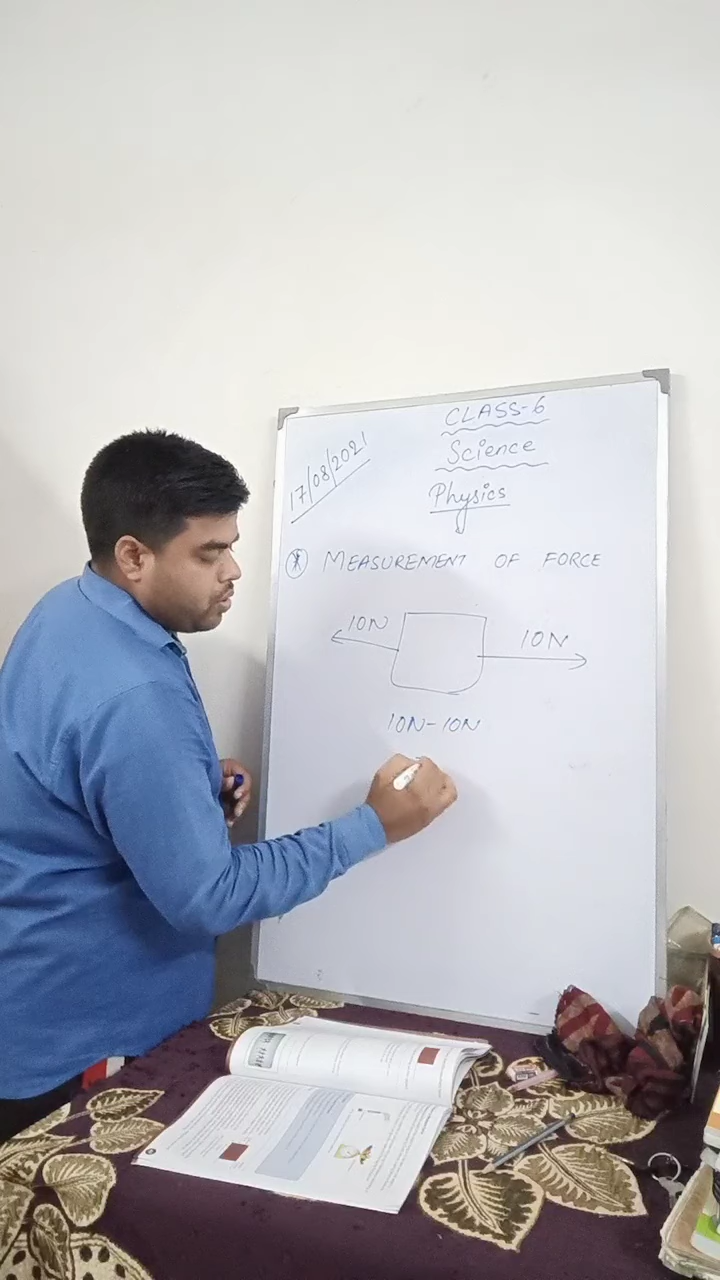 CLASS-6
Science
17/08/2021
Physics
* MEASUREMENT OF FORCE
10N 10N
10N-10N